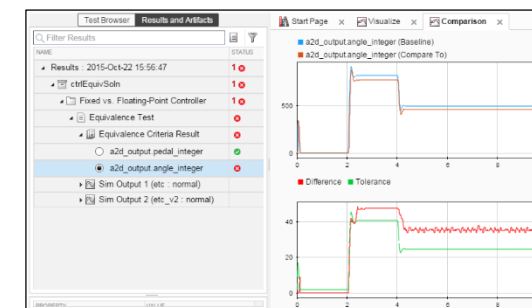 Test Browser Results and Artifacts
Filter Results
NAME STATUS
Results : 2015-Oct-22 15:56:47 1
ctrlEquivSoln 1
Fixed vs. Floating-Point Controller 1
Equivalence Test
Equivalence Criteria Result
a2d_output.pedal_integer
a2d_output.angle_integer
Sim Output 1 (etc : normal)
Sim Output 2 (etc_v2 : normal)
PROPERTY VALUE
Start Page × Visualize × Comparison ×
a2d_output.angle_integer (Baseline)
a2d_output.angle_integer (Compare To)
500
0
0 2 4 6 8
Difference Tolerance
40
20
0
0 2 4 6 8